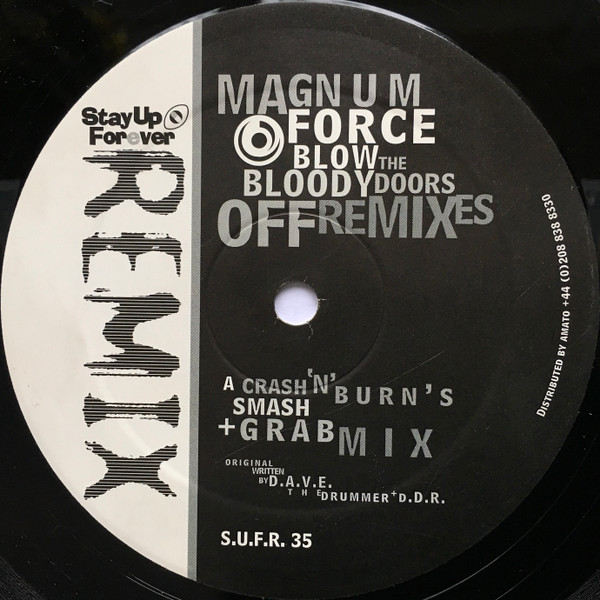 Stay Up
Forever
REMIX
MAGNUM
FORCE
BLOW THE
BLOODY DOORS
OFF REMIXES
A CRASH 'N' BURN'S
SMASH
+GRAB MIX
ORIGINAL
WRITTEN
BY D.A.V.E.
THE DRUMMER + D.D.R.
S.U.F.R. 35
DISTRIBUTED BY AMATO +44 (0)208 838 8330